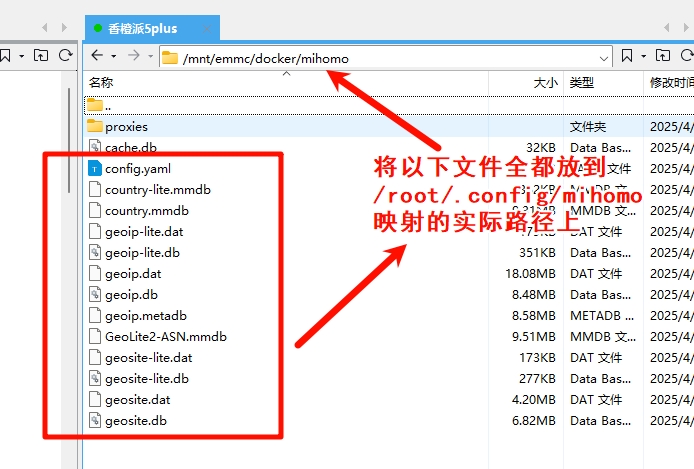 香橙派5plus
/mnt/emmc/docker/mihomo
名称 大小 类型 修改时间
..
proxies 文件夹 2025/4/
cache.db 32KB Data Bas... 2025/4/
config.yaml 2025/4/
country-lite.mmdb 2025/4/
country.mmdb MMDB 文... 2025/4/
geoip-lite.dat DAT 文件 2025/4/
geoip-lite.db 351KB Data Bas... 2025/4/
geoip.dat 18.08MB DAT 文件 2025/4/
geoip.db 8.48MB Data Bas... 2025/4/
geoip.metadb 8.58MB METADB ... 2025/4/
GeoLite2-ASN.mmdb 9.51MB MMDB 文... 2025/4/
geosite-lite.dat 173KB DAT 文件 2025/4/
geosite-lite.db 277KB Data Bas... 2025/4/
geosite.dat 4.20MB DAT 文件 2025/4/
geosite.db 6.82MB Data Bas... 2025/4/
将以下文件全都放到
/root/.config/mihomo
映射的实际路径上